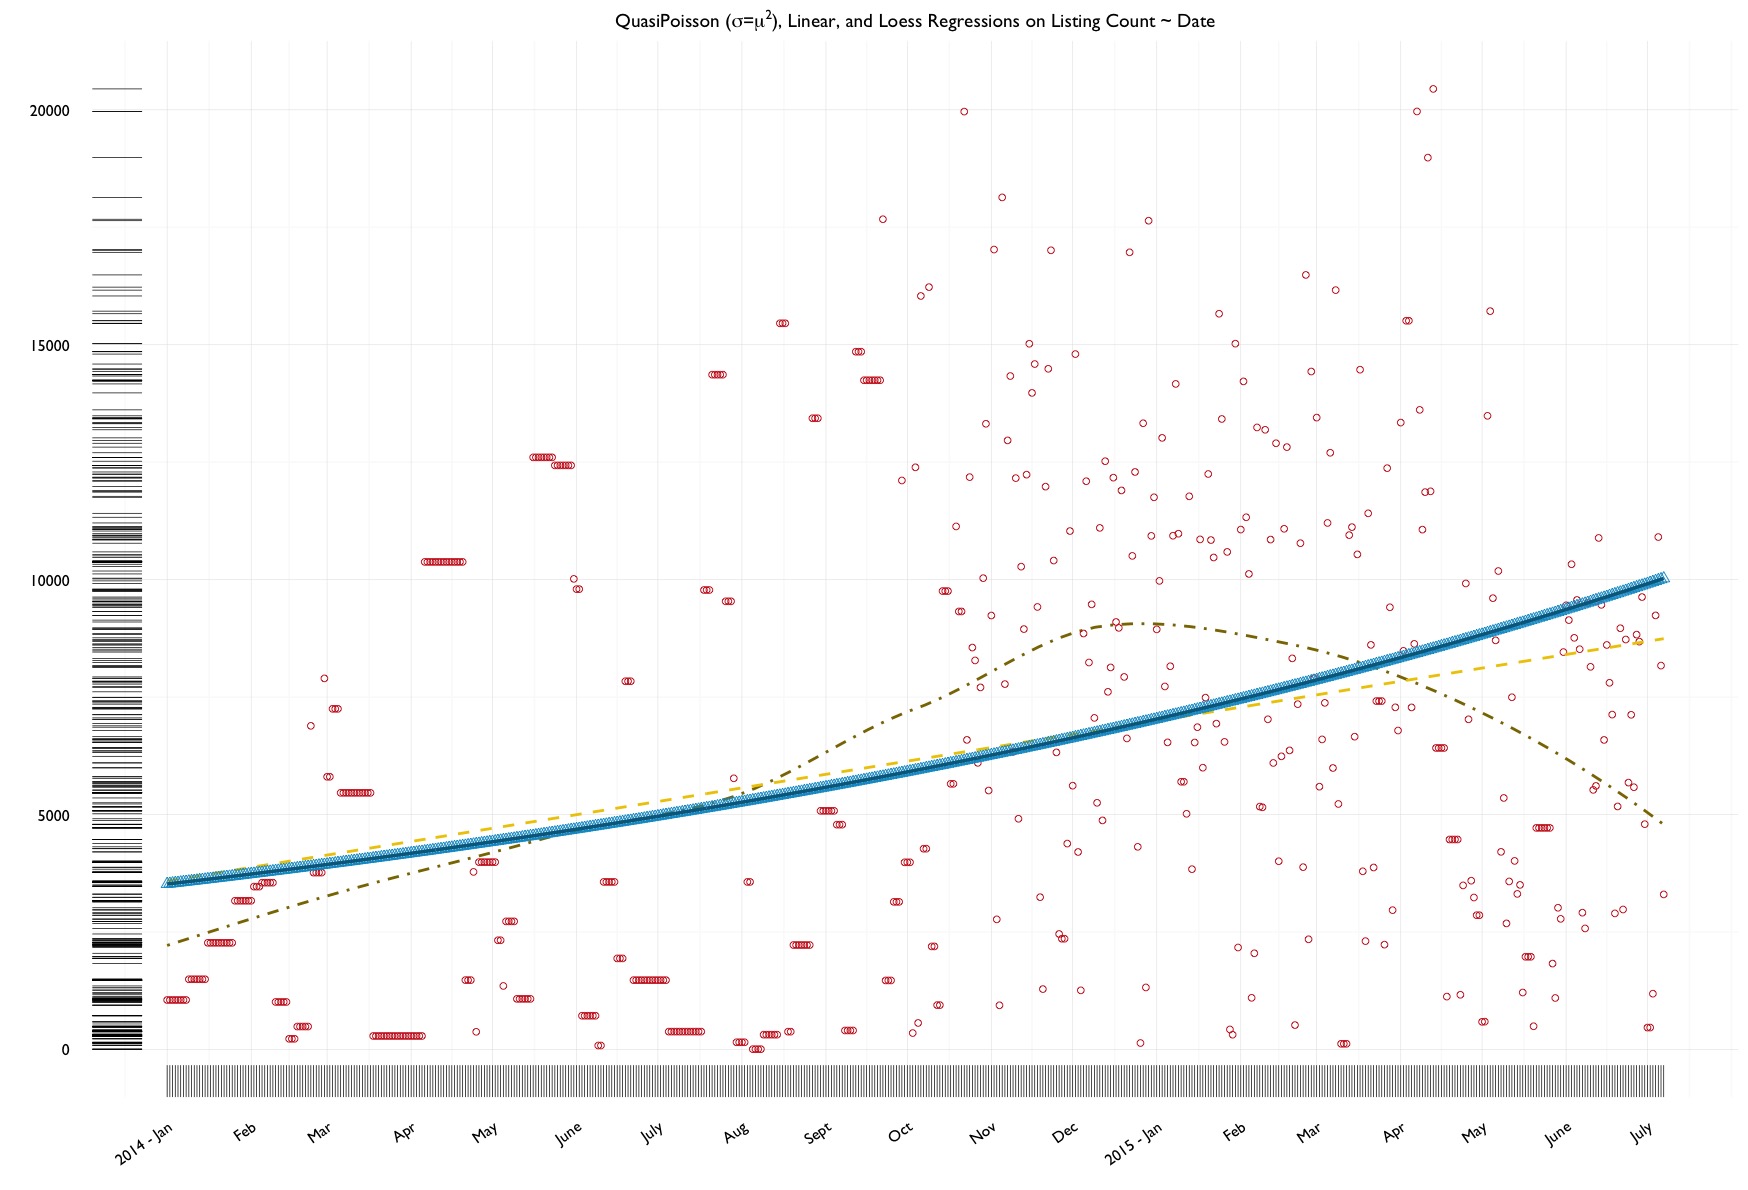 QuasiPoisson (σ=μ²), Linear, and Loess Regressions on Listing Count ~ Date
20000
15000
10000
5000
0
2014 - Jan
Feb
Mar
Apr
May
June
July
Aug
Sept
Oct
Nov
Dec
2015 - Jan
Feb
Mar
Apr
May
June
July